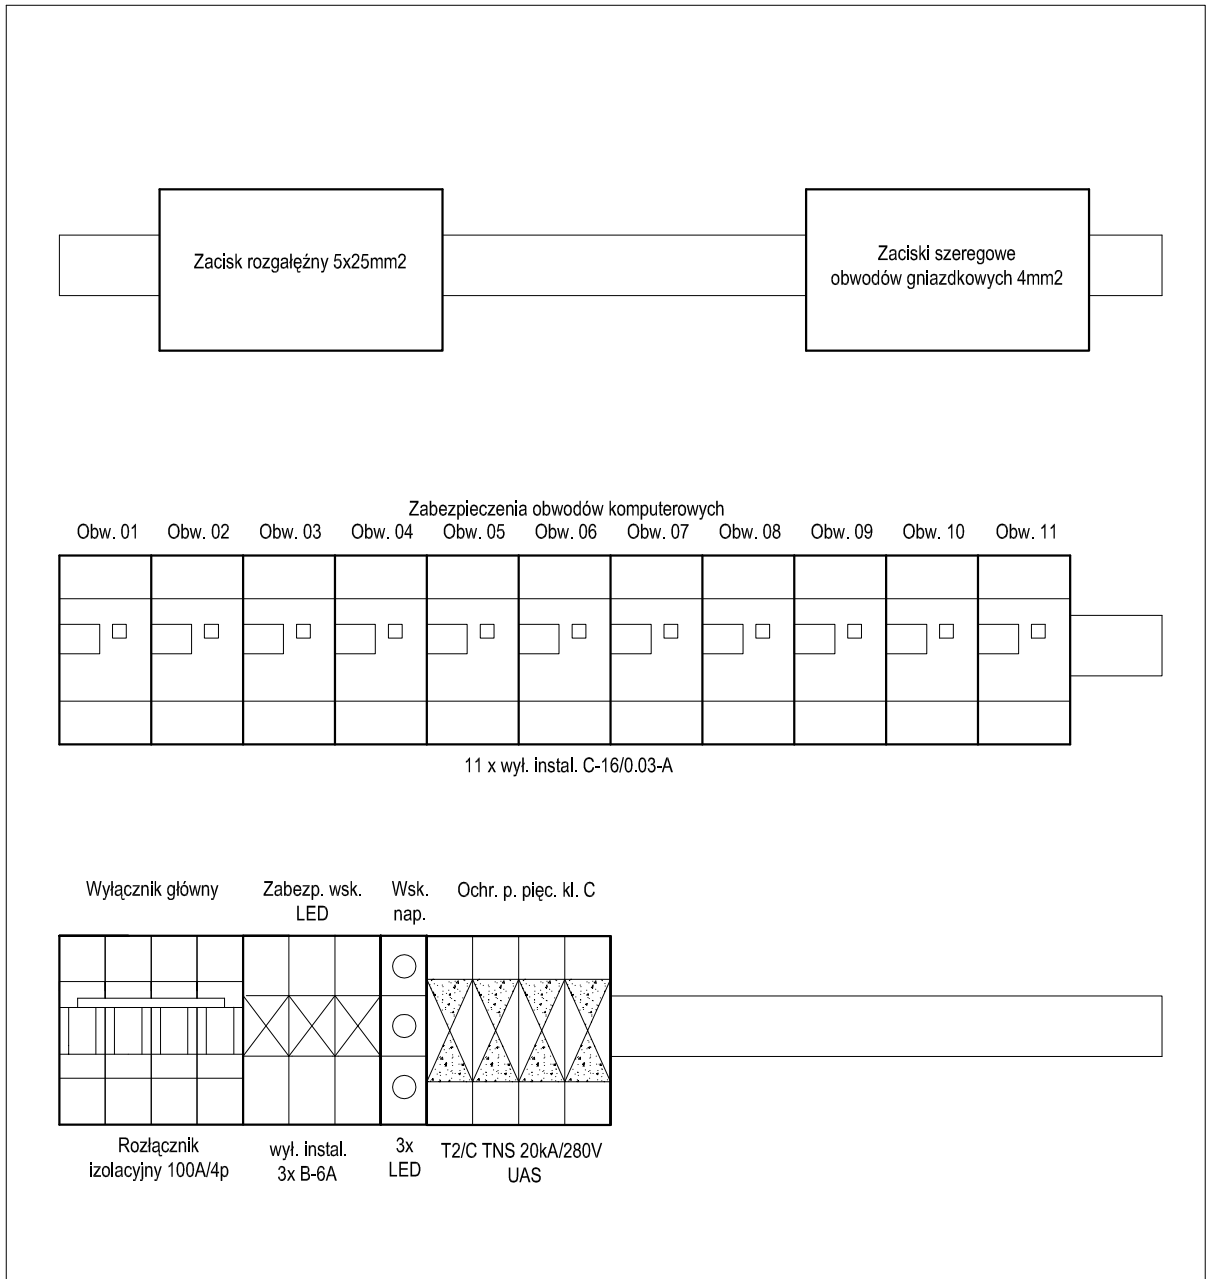 Zacisk rozgałęźny 5x25mm2
Zaciski szeregowe
obwodów gniazdkowych 4mm2
Zabezpieczenia obwodów komputerowych
Obw. 01 Obw. 02 Obw. 03 Obw. 04 Obw. 05 Obw. 06 Obw. 07 Obw. 08 Obw. 09 Obw. 10 Obw. 11
11 x wył. instal. C-16/0.03-A
Wyłącznik główny
Zabezp. wsk.
LED
Wsk.
nap.
Ochr. p. pięc. kl. C
Rozłącznik
izolacyjny 100A/4p
wył. instal.
3x B-6A
3x
LED
T2/C TNS 20kA/280V
UAS